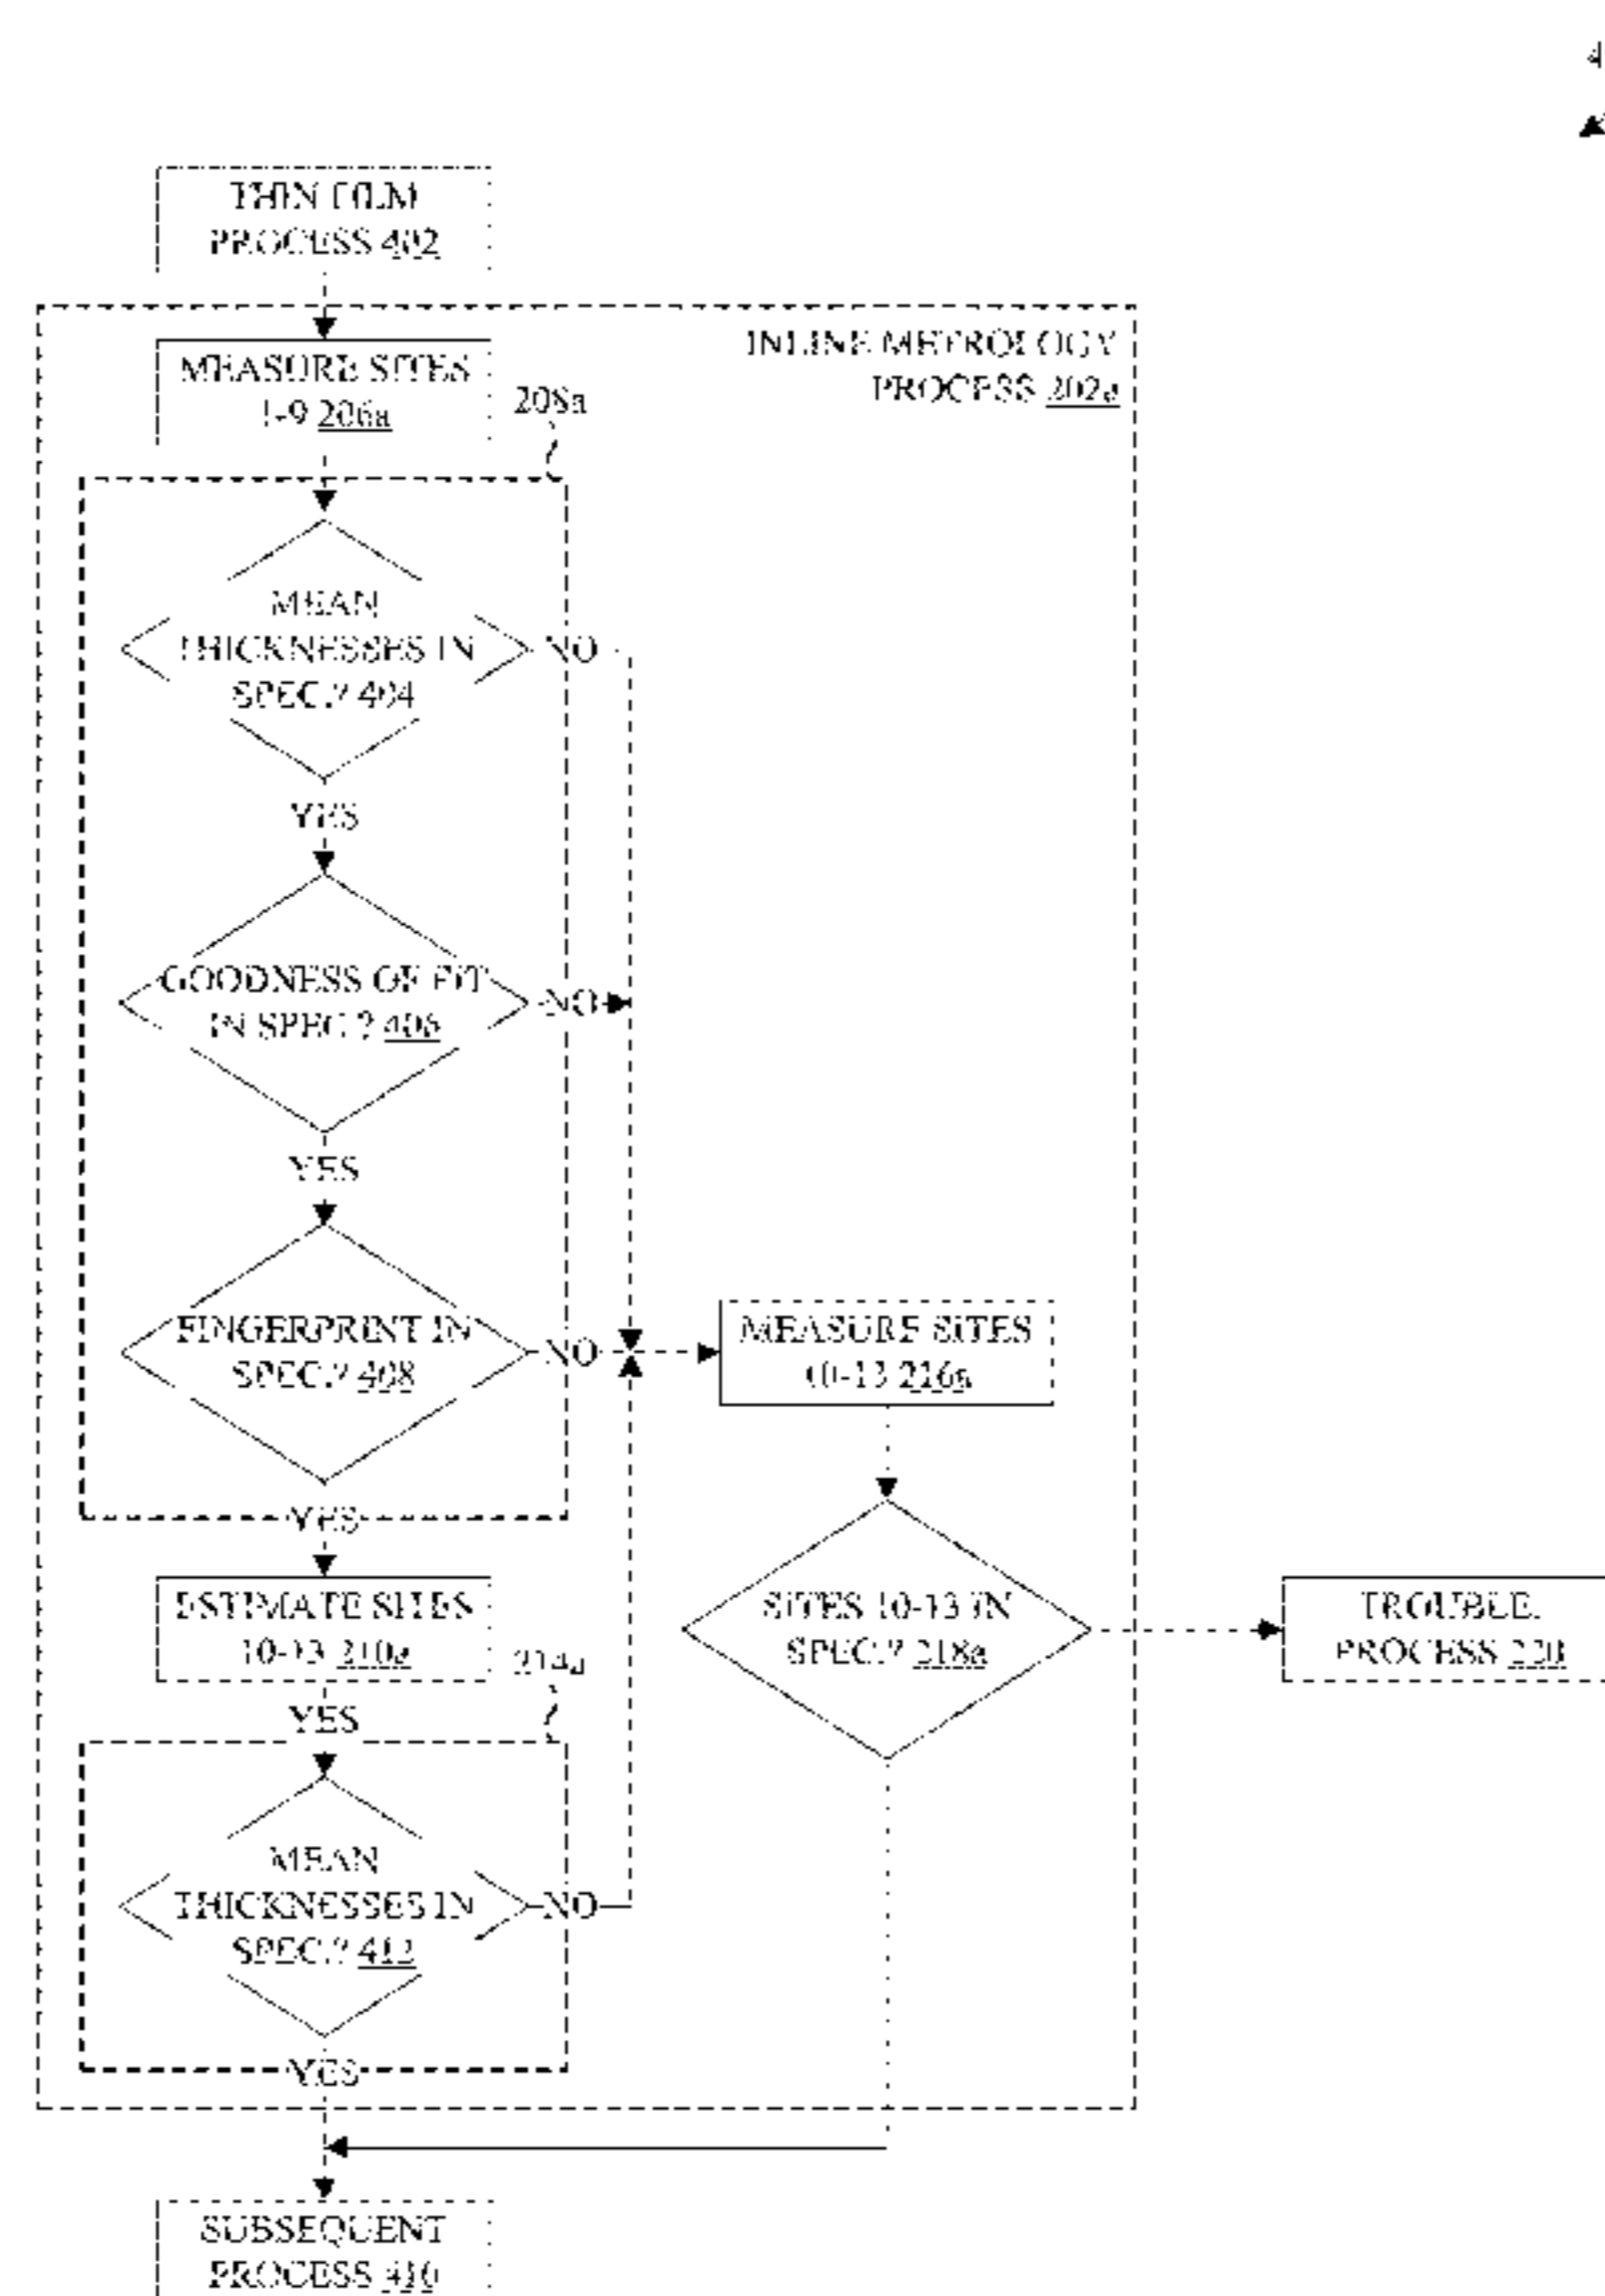 4
THIN FILM
PROCESS 402
INLINE METROLOGY
PROCESS 202a
MEASURE SITES
1-9 206a
208a
MEAN
THICKNESSES IN
SPEC.? 404
NO
YES
GOODNESS OF FIT
IN SPEC.? 406
NO
YES
FINGERPRINT IN
SPEC.? 408
NO
MEASURE SITES
10-13 216a
YES
ESTIMATE SITES
10-13 210a
214a
SITES 10-13 IN
SPEC.? 218a
TROUBLE
PROCESS 220
YES
MEAN
THICKNESSES IN
SPEC.? 412
NO
YES
SUBSEQUENT
PROCESS 410